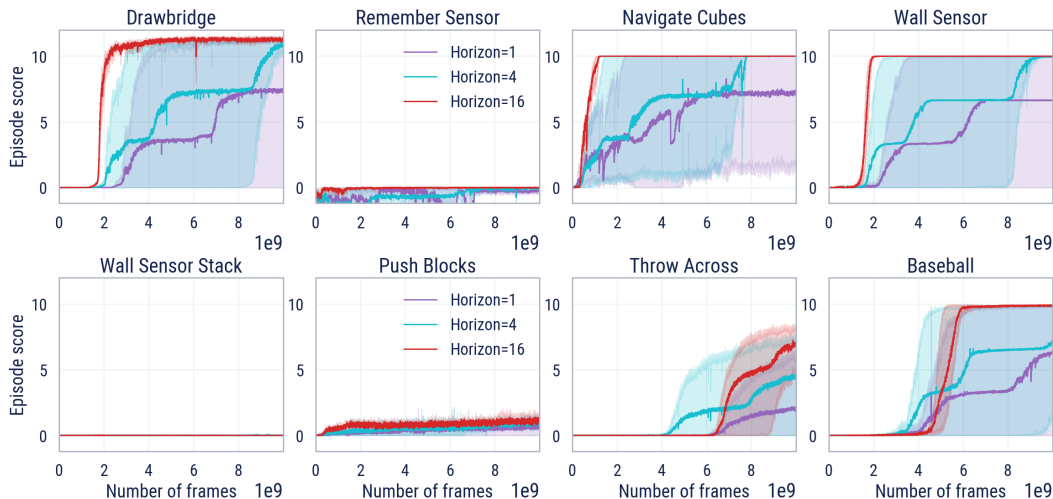 Drawbridge
Remember Sensor
Navigate Cubes
Wall Sensor
Episode score
10
5
0
0 2 4 6 8
1e9
10
5
0
Horizon=1
Horizon=4
Horizon=16
0 2 4 6 8
1e9
10
5
0
0 2 4 6 8
1e9
10
5
0
0 2 4 6 8
1e9
Wall Sensor Stack
Push Blocks
Throw Across
Baseball
Episode score
10
5
0
0 2 4 6 8
Number of frames 1e9
10
5
0
Horizon=1
Horizon=4
Horizon=16
0 2 4 6 8
Number of frames 1e9
10
5
0
0 2 4 6 8
Number of frames 1e9
10
5
0
0 2 4 6 8
Number of frames 1e9